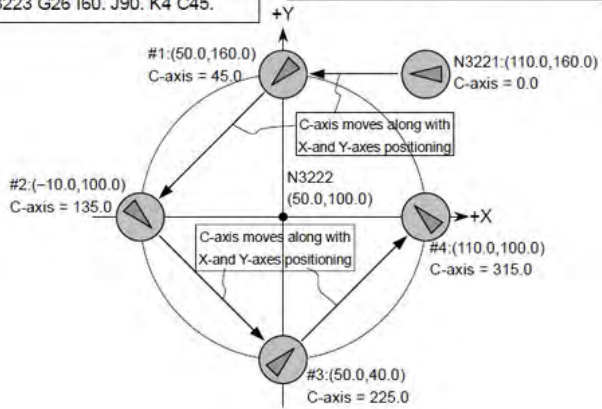 3223 G26 I60. J90. K4 C45.
+Y
#1:(50.0,160.0)
C-axis = 45.0
N3221:(110.0,160.0)
C-axis = 0.0
C-axis moves along with
X-and Y-axes positioning
#2:(–10.0,100.0)
C-axis = 135.0
N3222
(50.0,100.0)
+X
C-axis moves along with
X-and Y-axes positioning
#4:(110.0,100.0)
C-axis = 315.0
#3:(50.0,40.0)
C-axis = 225.0